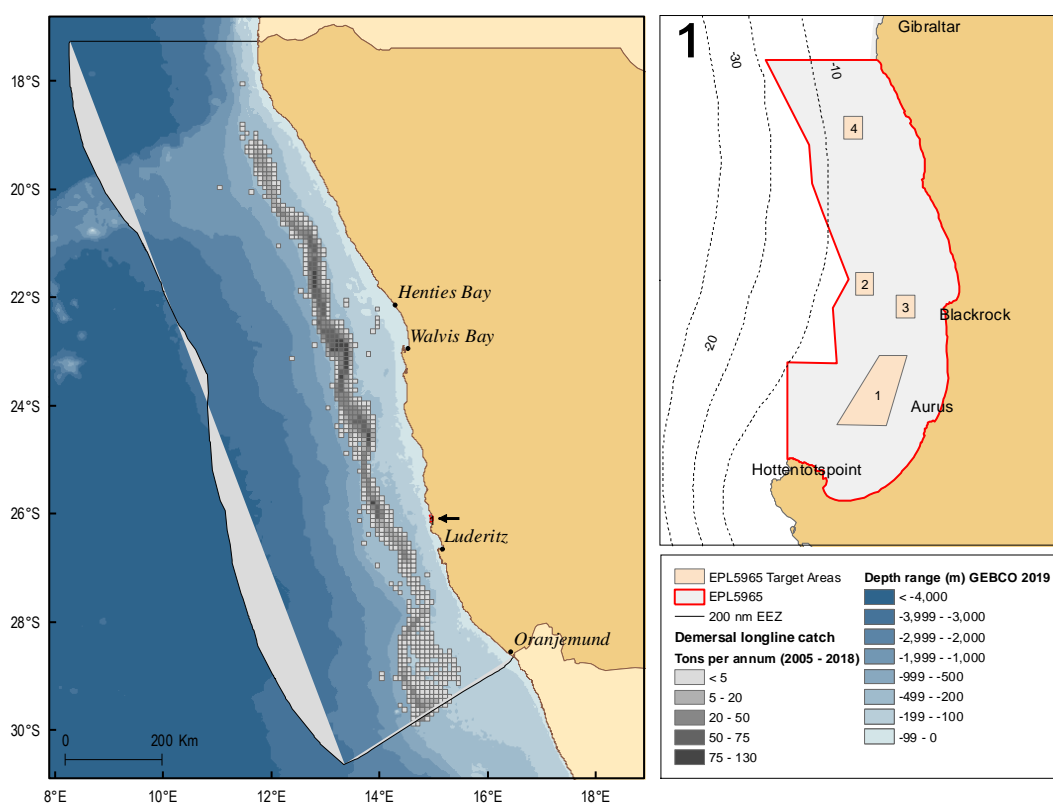 18°S
20°S
22°S
24°S
26°S
28°S
30°S
8°E
10°E
12°E
14°E
16°E
18°E
Henties Bay
Walvis Bay
Luderitz
Oranjemund
0
200 Km
1
Gibraltar
-30
-10
-20
4
2
3
Blackrock
1
Aurus
Hottentotspoint
EPL5965 Target Areas
EPL5965
200 nm EEZ
Demersal longline catch
Tons per annum (2005 - 2018)
< 5
5 - 20
20 - 50
50 - 75
75 - 130
Depth range (m) GEBCO 2019
< -4,000
-3,999 - -3,000
-2,999 - -2,000
-1,999 - -1,000
-999 - -500
-499 - -200
-199 - -100
-99 - 0